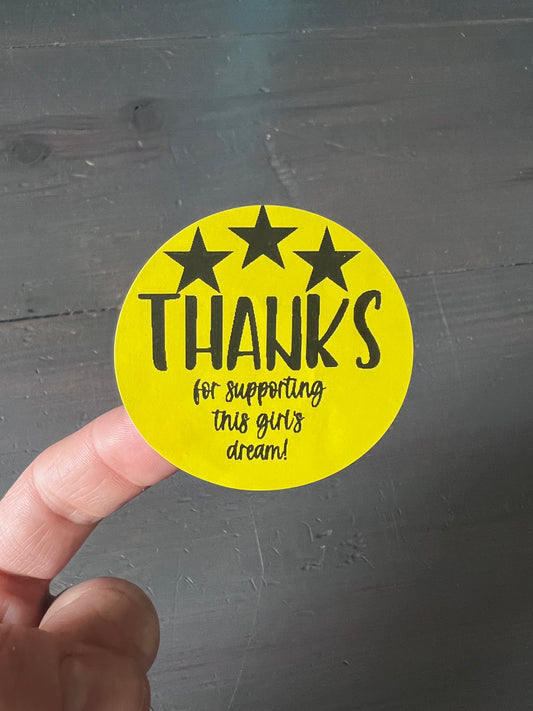 THANKS
for supporting
this girl's
dream!